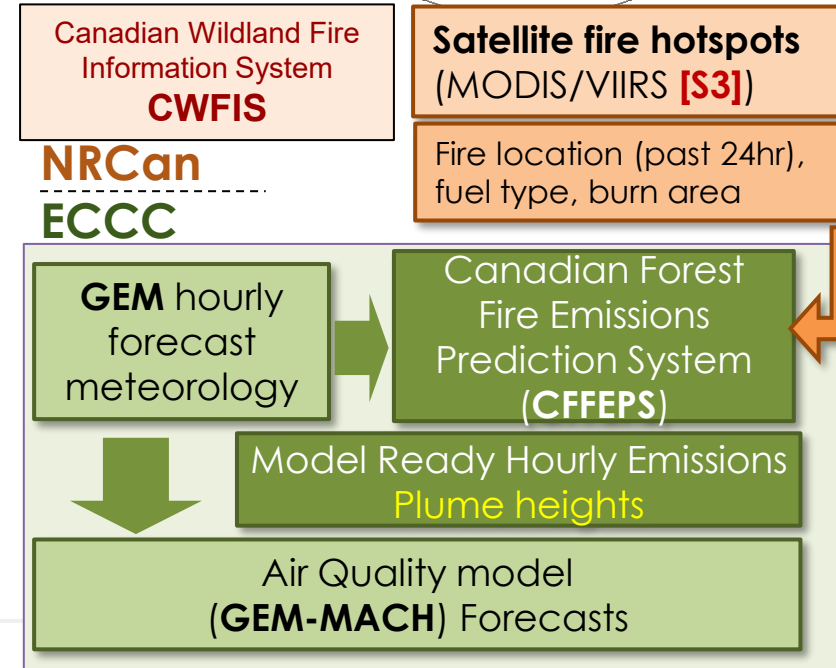 Canadian Wildland Fire
Information System
CWFIS
Satellite fire hotspots
(MODIS/VIIRS [S3])
Fire location (past 24hr),
fuel type, burn area
NRCan
ECCC
GEM hourly
forecast
meteorology
Canadian Forest
Fire Emissions
Prediction System
(CFFEPS)
Model Ready Hourly Emissions
Plume heights
Air Quality model
(GEM-MACH) Forecasts